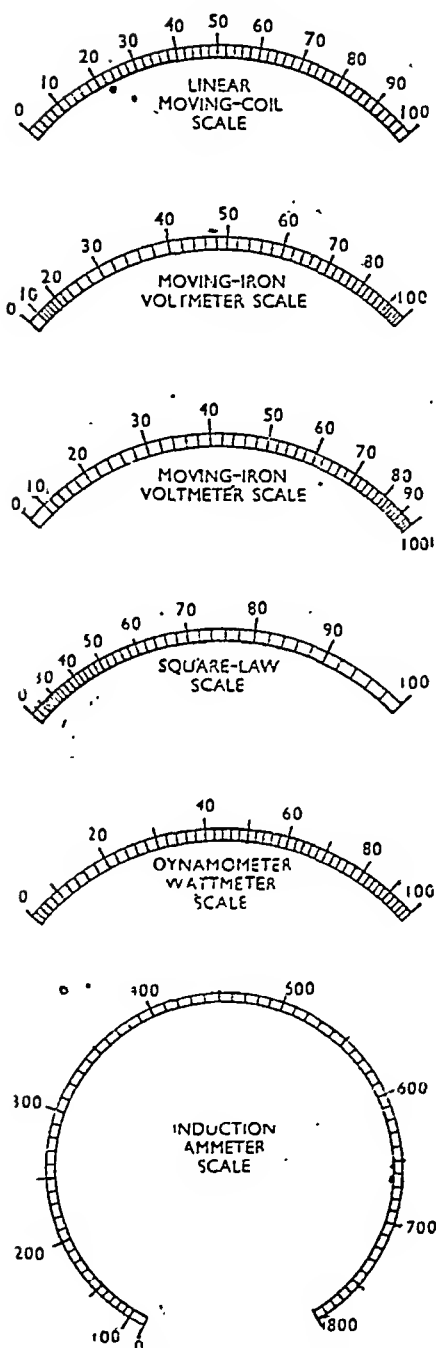 0 10 20 30 40 50 60 70 80 90 100
LINEAR
MOVING-COIL
SCALE
0 10 20 30 40 50 60 70 80 100
MOVING-IRON
VOLTMETER SCALE
0 10 20 30 40 50 60 70 80 90 100
MOVING-IRON
VOLTMETER SCALE
0 30 40 50 60 70 80 90 100
SQUARE-LAW
SCALE
0 20 40 60 80 100
DYNAMOMETER
WATTMETER
SCALE
0 100 200 300 400 500 600 700 800
INDUCTION
AMMETER
SCALE